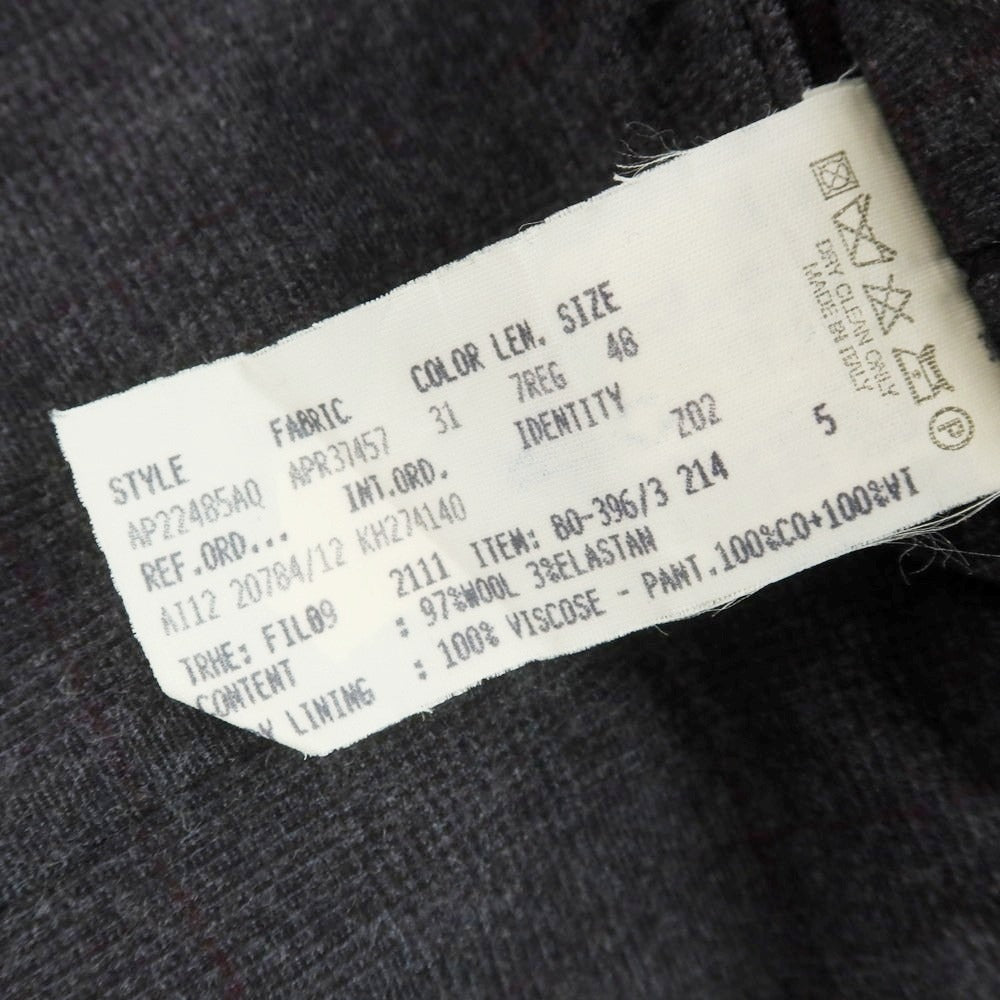 STYLE FABRIC COLOR LEN. SIZE
AP22485AQ APR37457 31 7REG 48
REF.ORD... INT.ORD. IDENTITY
AI12 20784/12 KH274140 Z02
TRHE: FIL09 2111 ITEM: 80-396/3 214 5
CONTENT : 97%WOOL 3%ELASTAN
Y LINING : 100% VISCOSE - PANT.100%CO+100%VI
DRY CLEAN ONLY
MADE IN ITALY
P